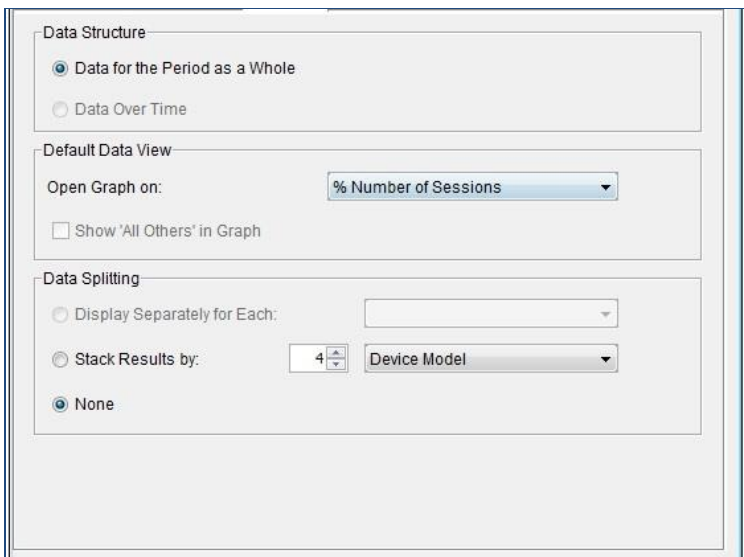 Data Structure
Data for the Period as a Whole
Data Over Time
Default Data View
Open Graph on: % Number of Sessions
Show 'All Others' in Graph
Data Splitting
Display Separately for Each:
Stack Results by: 4 Device Model
None